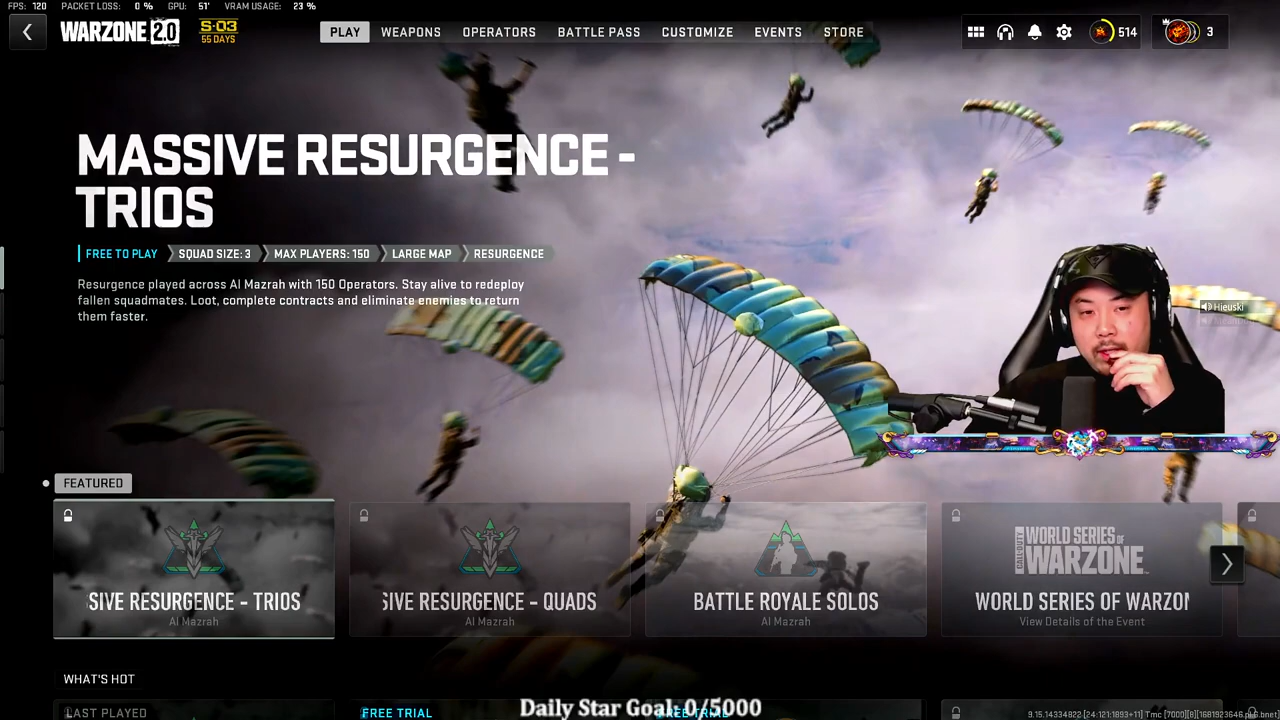 FPS: 120 PACKET LOSS: 0 % GPU: 51° VRAM USAGE: 23 %
WARZONE 2.0
S:03
55 DAYS
PLAY WEAPONS OPERATORS BATTLE PASS CUSTOMIZE EVENTS STORE
514
3
MASSIVE RESURGENCE -
TRIOS
FREE TO PLAY SQUAD SIZE: 3 MAX PLAYERS: 150 LARGE MAP RESURGENCE
Resurgence played across Al Mazrah with 150 Operators. Stay alive to redeploy
fallen squadmates. Loot, complete contracts and eliminate enemies to return
them faster.
Hieuski
FEATURED
SIVE RESURGENCE - TRIOS
Al Mazrah
SIVE RESURGENCE - QUADS
Al Mazrah
BATTLE ROYALE SOLOS
Al Mazrah
CALL OF DUTY
WORLD SERIES OF
WARZONE
WORLD SERIES OF WARZO
View Details of the Event
WHAT'S HOT
LAST PLAYED
FREE TRIAL
Daily Star Goal: 0/5000